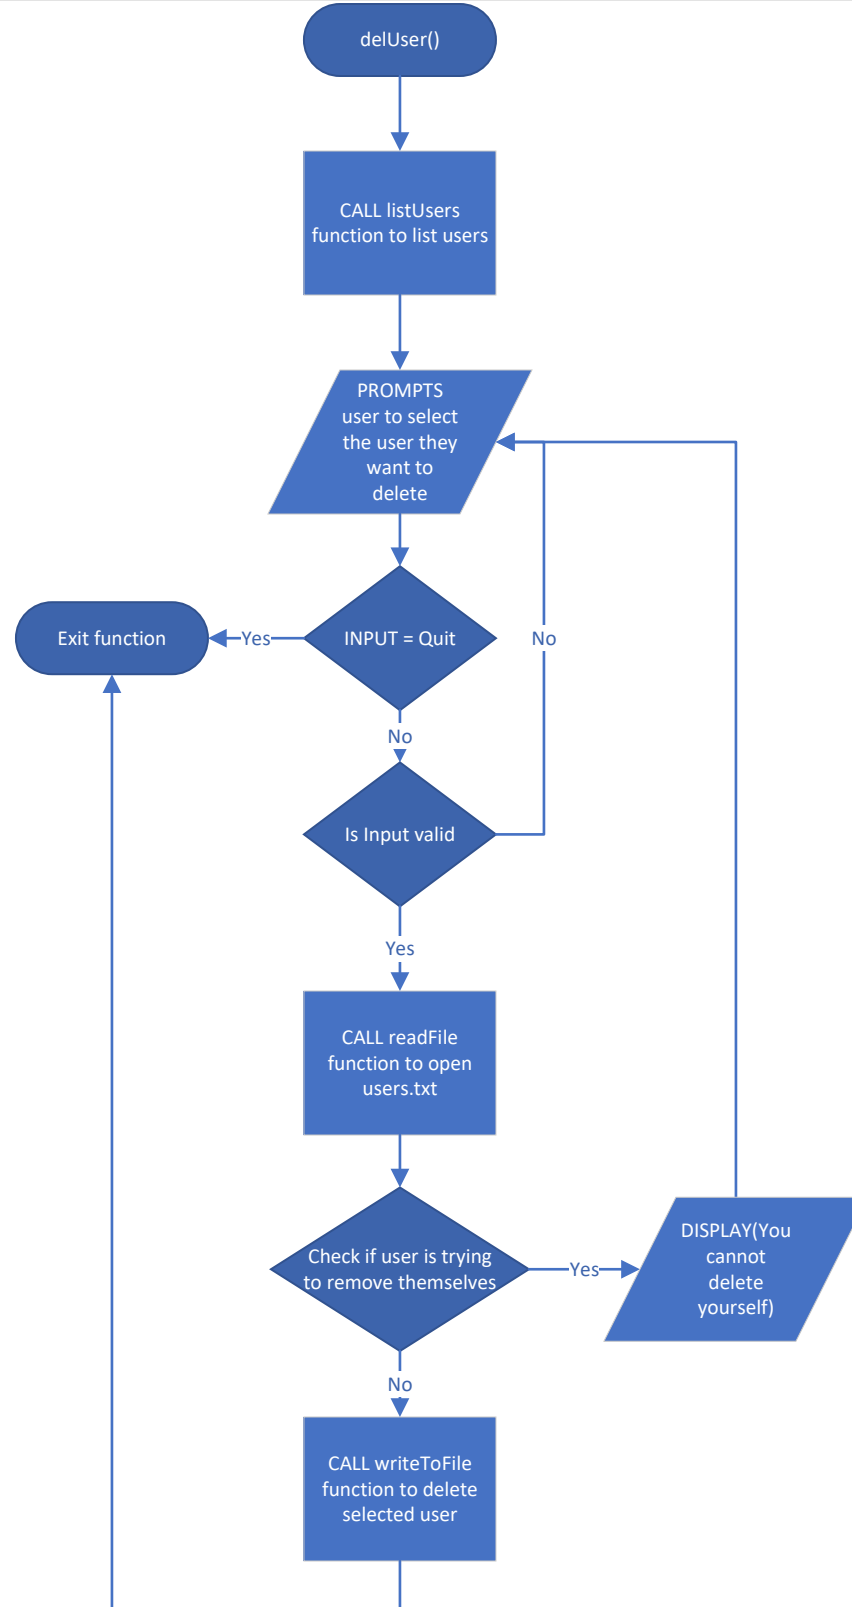 delUser()
CALL listUsers
function to list users
PROMPTS
user to select
the user they
want to
delete
Exit function
Yes
INPUT = Quit
No
No
Is Input valid
Yes
CALL readFile
function to open
users.txt
Check if user is trying
to remove themselves
Yes
DISPLAY(You
cannot
delete
yourself)
No
CALL writeToFile
function to delete
selected user